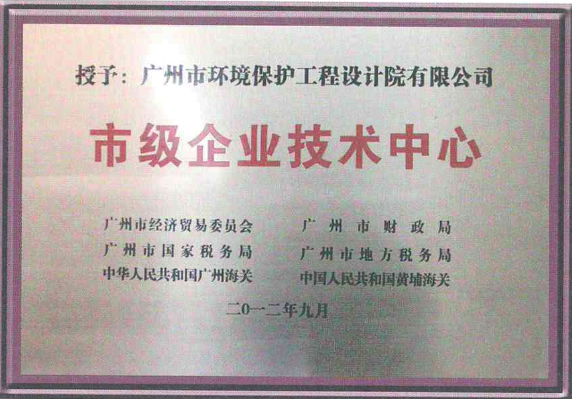 授予：广州市环境保护工程设计院有限公司
市级企业技术中心
广州市经济贸易委员会 广州市财政局
广州市国家税务局 广州市地方税务局
中华人民共和国广州海关 中国人民共和国黄埔海关
二〇一二年九月